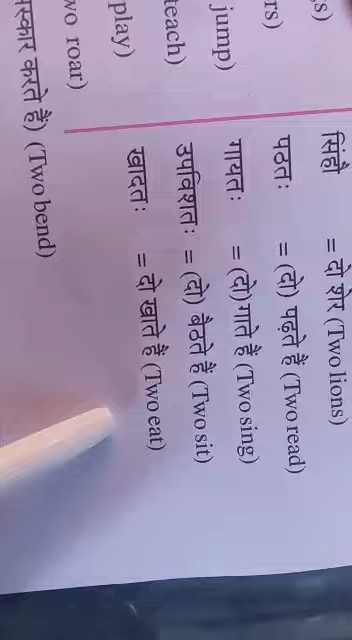 s)
rs)
jump)
teach)
play)
wo roar)
स्कार करते हैं) (Two bend)
सिंहौ = दो शेर (Two lions)
पठतः = (दो) पढ़ते हैं (Two read)
गायतः = (दो) गाते हैं (Two sing)
उपविशतः = (दो) बैठते हैं (Two sit)
खादतः = दो खाते हैं (Two eat)